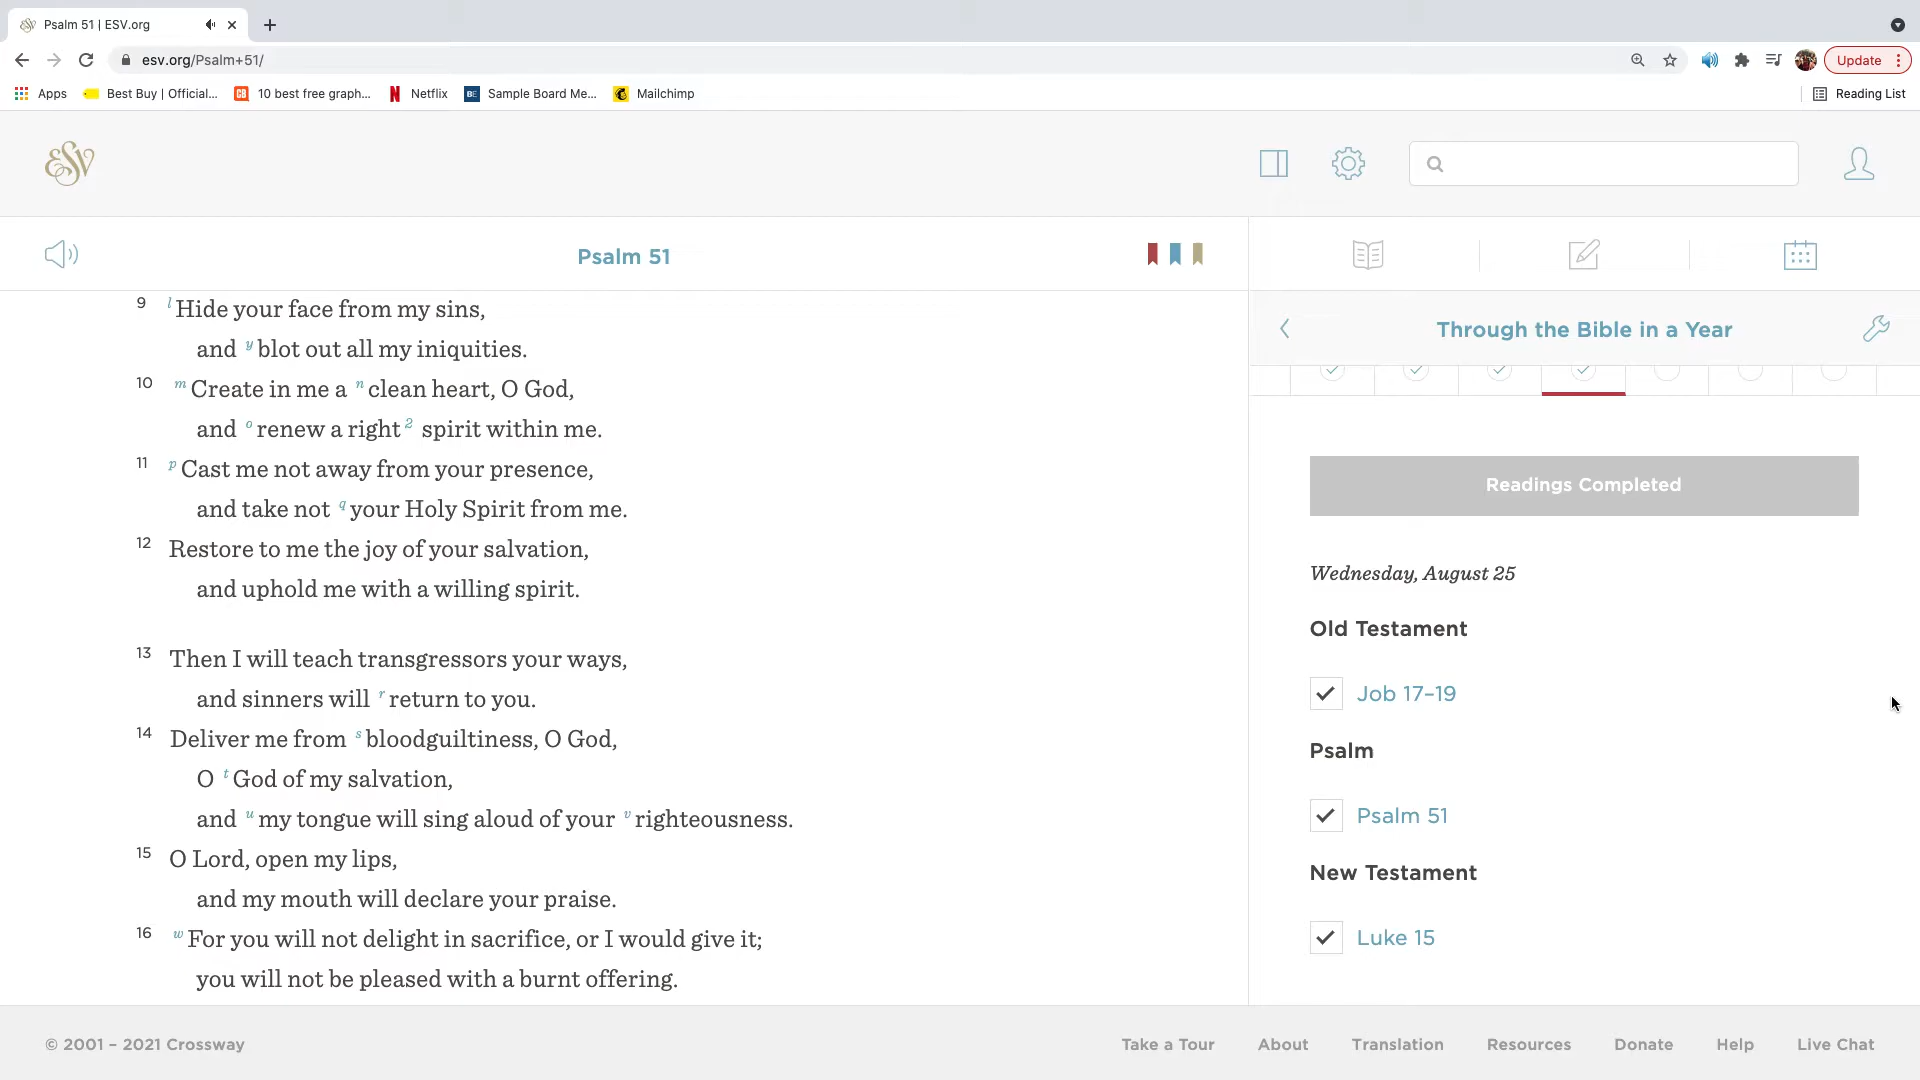 Psalm 51 | ESV.org
esv.org/Psalm+51/
Update
Apps
Best Buy | Official...
CB
10 best free graph...
Netflix
BE
Sample Board Me...
Mailchimp
Reading List
ESV
Psalm 51
9 l Hide your face from my sins,
and y blot out all my iniquities.
10 m Create in me a n clean heart, O God,
and o renew a right 2 spirit within me.
11 p Cast me not away from your presence,
and take not q your Holy Spirit from me.
12 Restore to me the joy of your salvation,
and uphold me with a willing spirit.
13 Then I will teach transgressors your ways,
and sinners will r return to you.
14 Deliver me from s bloodguiltiness, O God,
O t God of my salvation,
and u my tongue will sing aloud of your v righteousness.
15 O Lord, open my lips,
and my mouth will declare your praise.
16 w For you will not delight in sacrifice, or I would give it;
you will not be pleased with a burnt offering.
Through the Bible in a Year
Readings Completed
Wednesday, August 25
Old Testament
Job 17–19
Psalm
Psalm 51
New Testament
Luke 15
© 2001 – 2021 Crossway
Take a Tour
About
Translation
Resources
Donate
Help
Live Chat